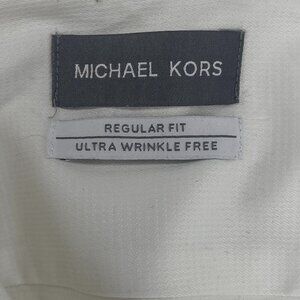 MICHAEL KORS
REGULAR FIT
ULTRA WRINKLE FREE